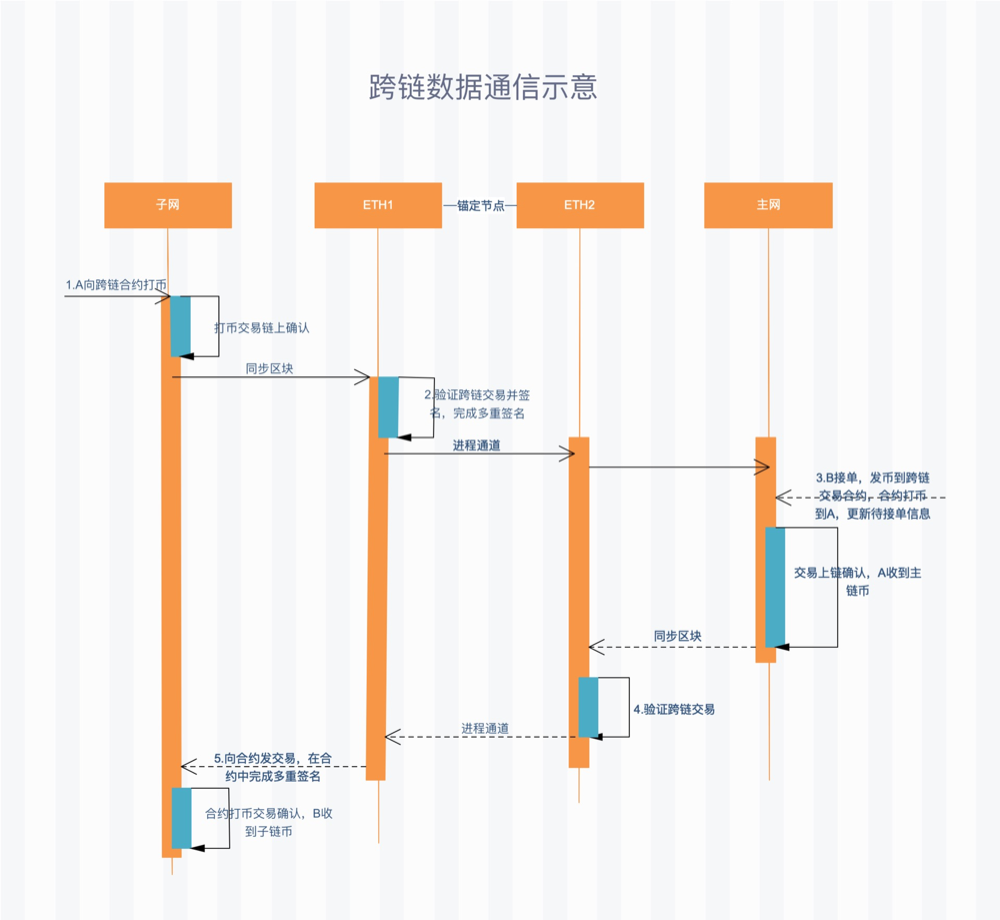 跨链数据通信示意
子网
ETH1
锚定节点
ETH2
主网
1.A向跨链合约打币
打币交易链上确认
同步区块
2.验证跨链交易并签
名，完成多重签名
进程通道
3.B接单，发币到跨链
交易合约，合约打币
到A，更新待接单信息
交易上链确认，A收到主
链币
同步区块
4.验证跨链交易
进程通道
5.向合约发交易，在合
约中完成多重签名
合约打币交易确认，B收
到子链币